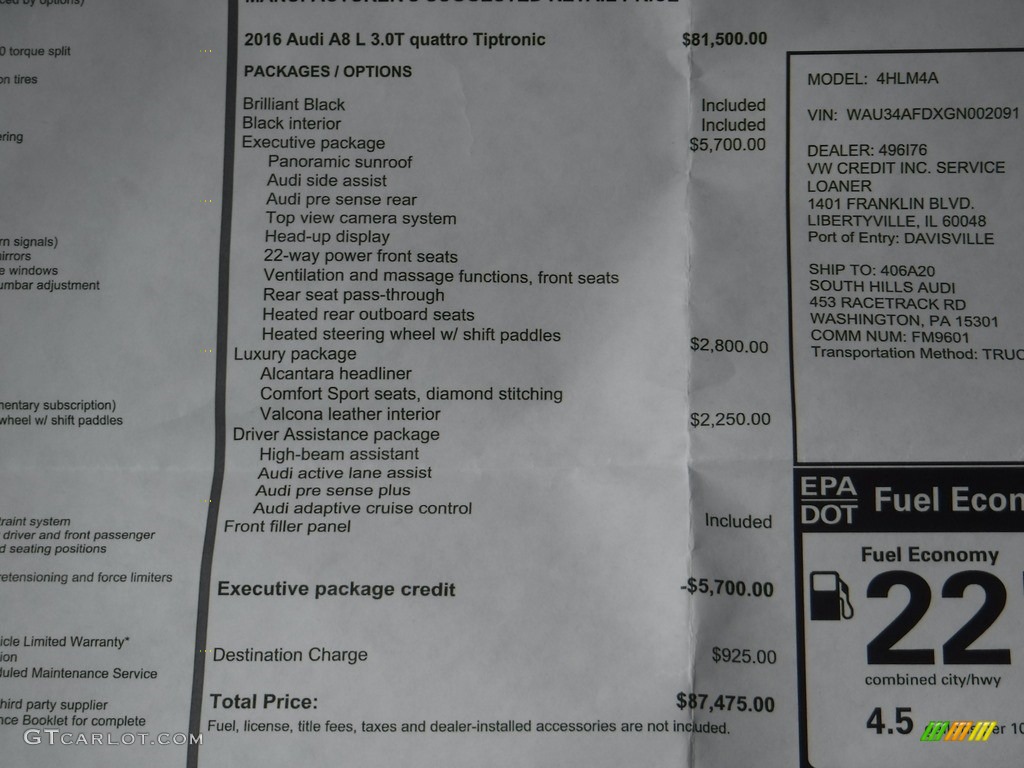 0 torque split
on tires
ering
rn signals)
irrors
e windows
umbar adjustment
mentary subscription)
wheel w/ shift paddles
raint system
driver and front passenger
d seating positions
retensioning and force limiters
icle Limited Warranty*
ion
duled Maintenance Service
hird party supplier
nce Booklet for complete
MANUFACTURER'S SUGGESTED RETAIL PRICE
2016 Audi A8 L 3.0T quattro Tiptronic $81,500.00
PACKAGES / OPTIONS
Brilliant Black Included
Black interior Included
Executive package $5,700.00
Panoramic sunroof
Audi side assist
Audi pre sense rear
Top view camera system
Head-up display
22-way power front seats
Ventilation and massage functions, front seats
Rear seat pass-through
Heated rear outboard seats
Heated steering wheel w/ shift paddles
Luxury package $2,800.00
Alcantara headliner
Comfort Sport seats, diamond stitching
Valcona leather interior
Driver Assistance package $2,250.00
High-beam assistant
Audi active lane assist
Audi pre sense plus
Audi adaptive cruise control
Front filler panel Included
Executive package credit -$5,700.00
Destination Charge $925.00
Total Price: $87,475.00
Fuel, license, title fees, taxes and dealer-installed accessories are not included.
MODEL: 4HLM4A
VIN: WAU34AFDXGN002091
DEALER: 496I76
VW CREDIT INC. SERVICE
LOANER
1401 FRANKLIN BLVD.
LIBERTYVILLE, IL 60048
Port of Entry: DAVISVILLE
SHIP TO: 406A20
SOUTH HILLS AUDI
453 RACETRACK RD
WASHINGTON, PA 15301
COMM NUM: FM9601
Transportation Method: TRUC
EPA
DOT
Fuel Econ
Fuel Economy
22
combined city/hwy
4.5
er 10
GTCARLOT.COM